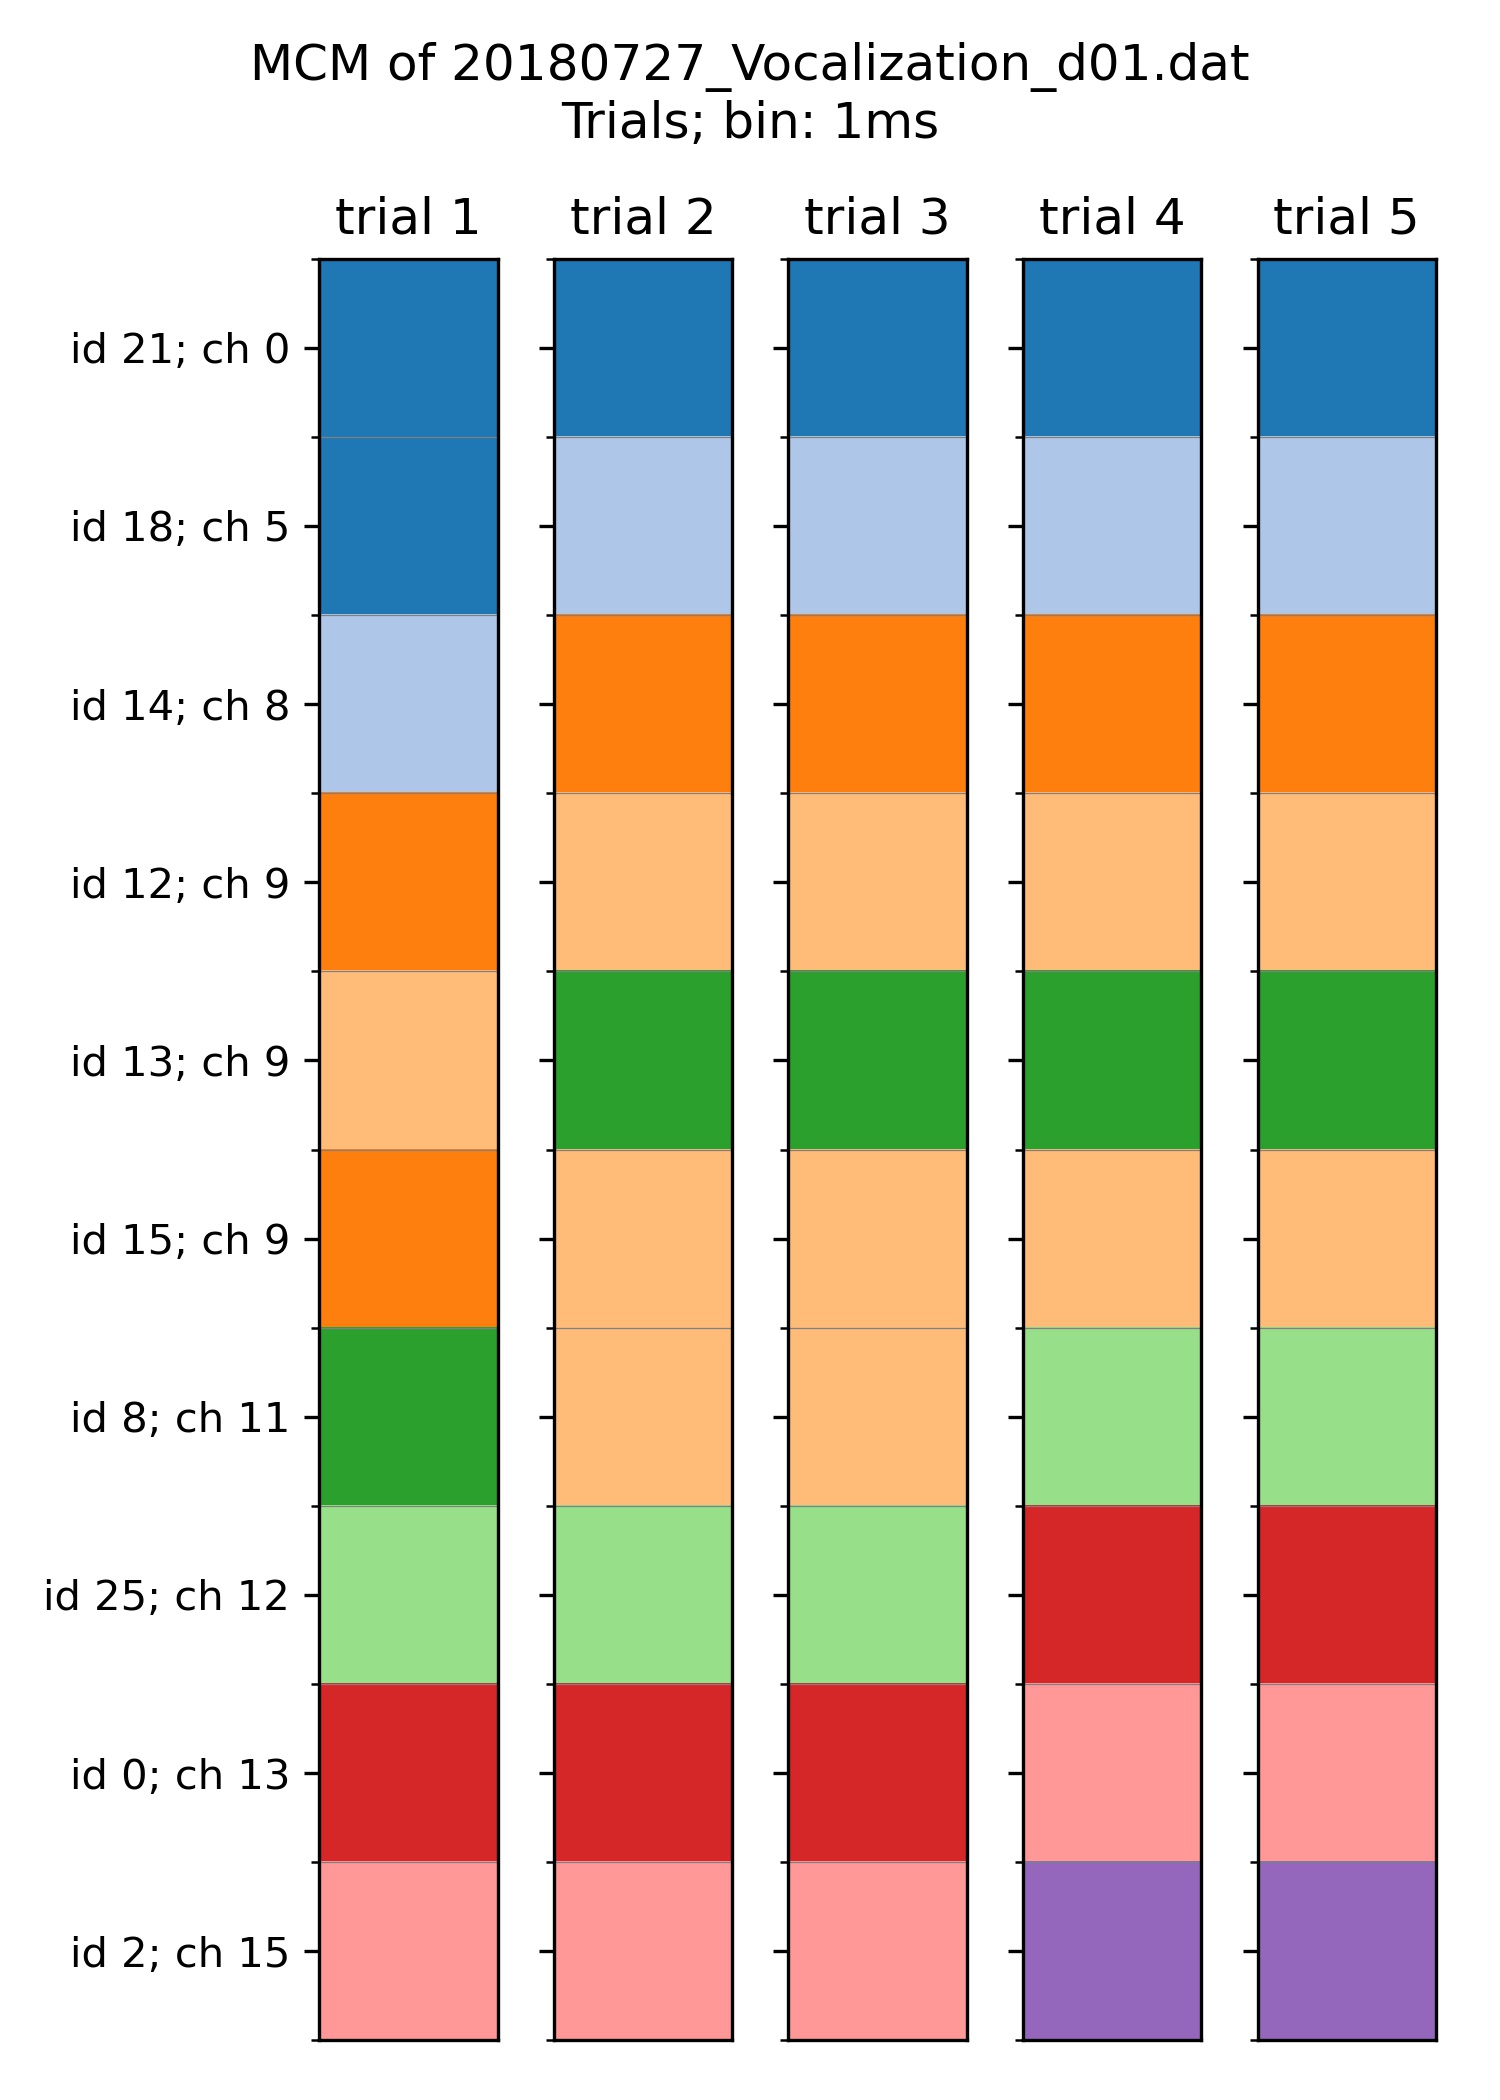 MCM of 20180727_Vocalization_d01.dat
Trials; bin: 1ms
trial 1 trial 2 trial 3 trial 4 trial 5
id 21; ch 0
id 18; ch 5
id 14; ch 8
id 12; ch 9
id 13; ch 9
id 15; ch 9
id 8; ch 11
id 25; ch 12
id 0; ch 13
id 2; ch 15